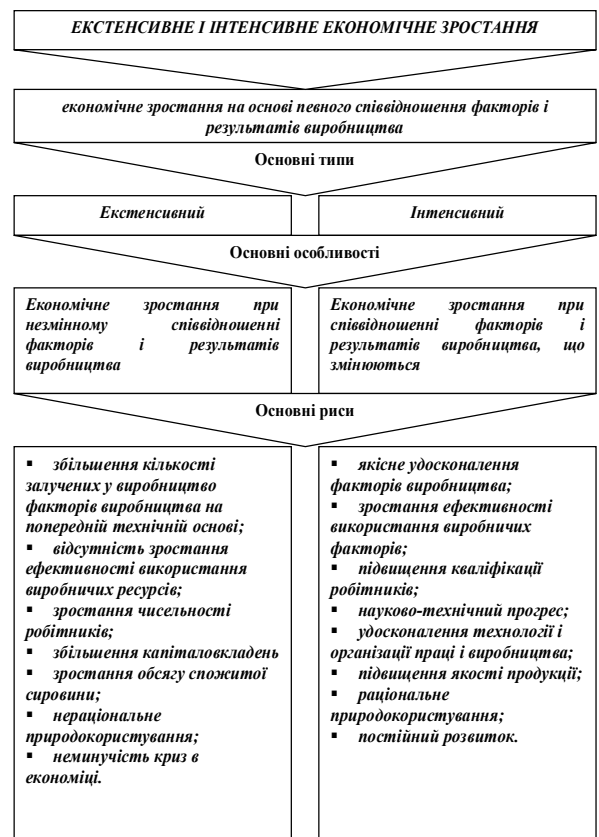 ЕКСТЕНСИВНЕ І ІНТЕНСИВНЕ ЕКОНОМІЧНЕ ЗРОСТАННЯ
економічне зростання на основі певного співвідношення факторів і
результатів виробництва
Основні типи
Екстенсивний
Інтенсивний
Основні особливості
Економічне зростання при
незмінному співвідношенні
факторів і результатів
виробництва
Економічне зростання при
співвідношенні факторів і
результатів виробництва, що
змінюються
Основні риси
▪ збільшення кількості
залучених у виробництво
факторів виробництва на
попередній технічній основі;
▪ відсутність зростання
ефективності використання
виробничих ресурсів;
▪ зростання чисельності
робітників;
▪ збільшення капіталовкладень
▪ зростання обсягу спожитої
сировини;
▪ нераціональне
природокористування;
▪ неминучість криз в
економіці.
▪ якісне удосконалення
факторів виробництва;
▪ зростання ефективності
використання виробничих
факторів;
▪ підвищення кваліфікації
робітників;
▪ науково-технічний прогрес;
▪ удосконалення технології і
організації праці і виробництва;
▪ підвищення якості продукції;
▪ раціональне
природокористування;
▪ постійний розвиток.